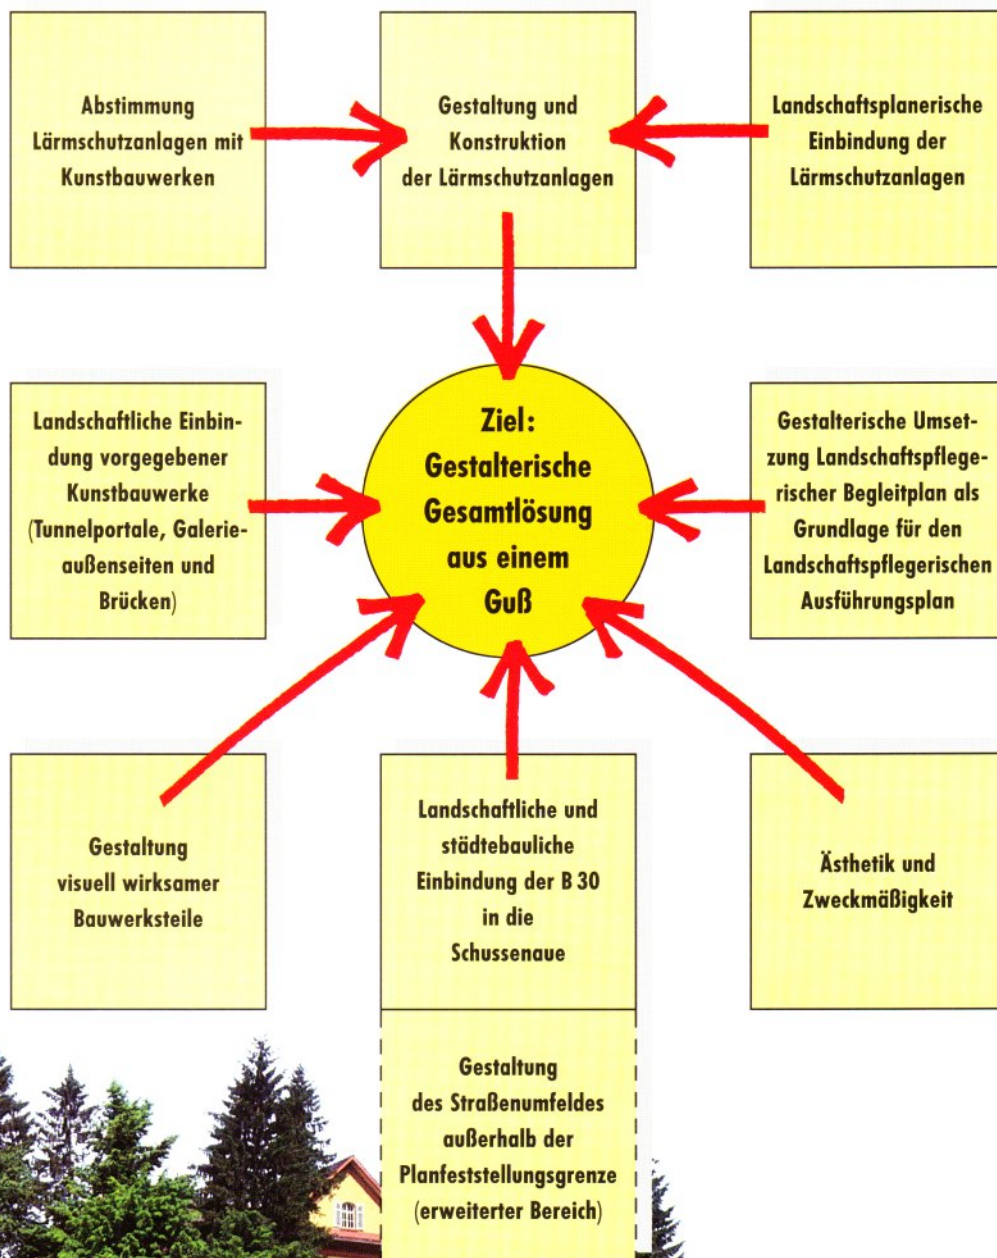 Abstimmung
Lärmschutzanlagen mit
Kunstbauwerken
Gestaltung und
Konstruktion
der Lärmschutzanlagen
Landschaftsplanerische
Einbindung der
Lärmschutzanlagen
Landschaftliche Einbin-
dung vorgegebener
Kunstbauwerke
(Tunnelportale, Galerie-
außenseiten und
Brücken)
Ziel:
Gestalterische
Gesamtlösung
aus einem
Guß
Gestalterische Umset-
zung Landschaftspflege-
rischer Begleitplan als
Grundlage für den
Landschaftspflegerischen
Ausführungsplan
Gestaltung
visuell wirksamer
Bauwerksteile
Landschaftliche und
städtebauliche
Einbindung der B 30
in die
Schussenaue
Ästhetik und
Zweckmäßigkeit
Gestaltung
des Straßenumfeldes
außerhalb der
Planfeststellungsgrenze
(erweiterter Bereich)